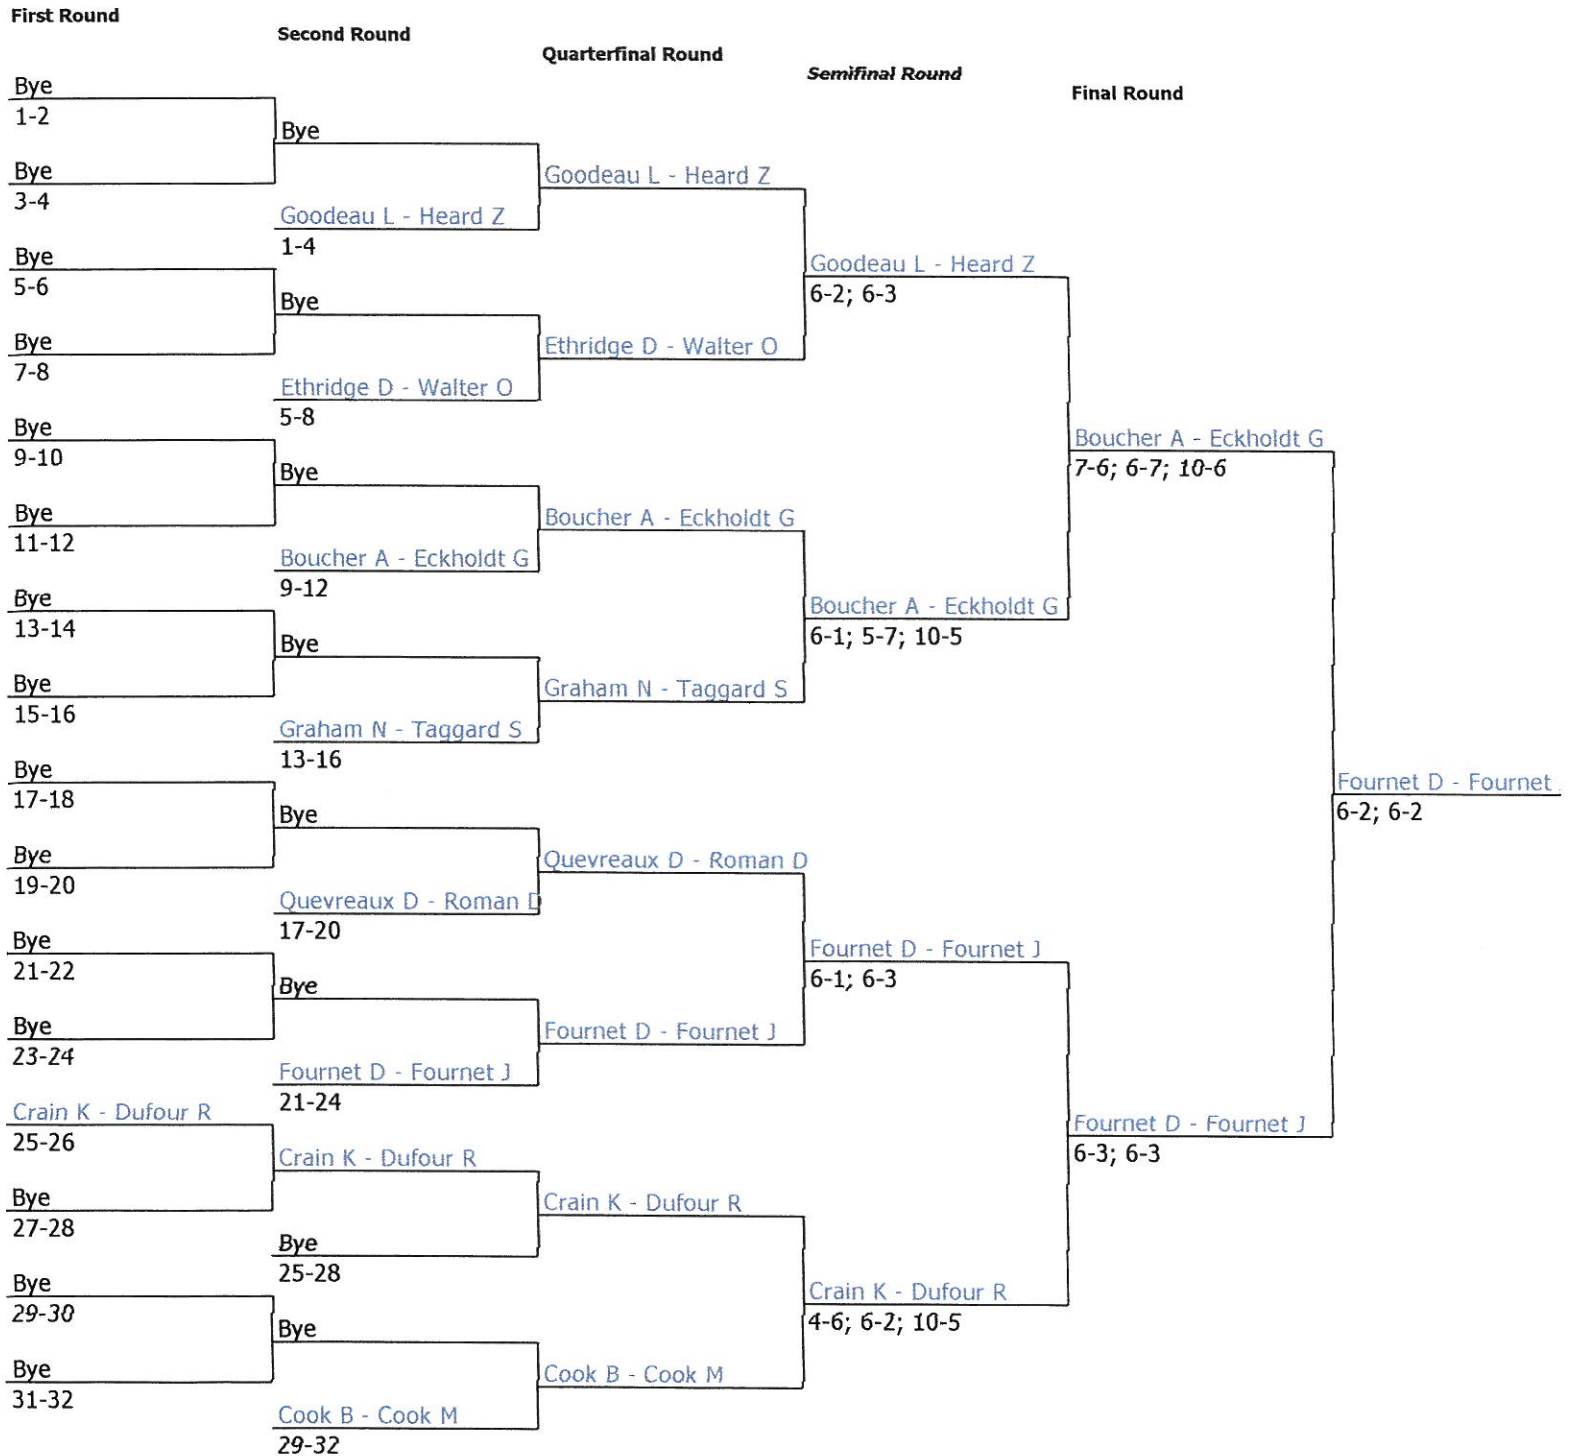 First Round
Bye
1-2
Bye
3-4
Bye
5-6
Bye
7-8
Bye
9-10
Bye
11-12
Bye
13-14
Bye
15-16
Bye
17-18
Bye
19-20
Bye
21-22
Bye
23-24
Crain K - Dufour R
25-26
Bye
27-28
Bye
29-30
Bye
31-32
Second Round
Bye
Goodeau L - Heard Z
1-4
Bye
Ethridge D - Walter O
5-8
Bye
Boucher A - Eckholdt G
9-12
Bye
Graham N - Taggard S
13-16
Bye
Quevreaux D - Roman D
17-20
Bye
Fournet D - Fournet J
21-24
Crain K - Dufour R
Bye
25-28
Bye
Cook B - Cook M
29-32
Quarterfinal Round
Goodeau L - Heard Z
Ethridge D - Walter O
Boucher A - Eckholdt G
Graham N - Taggard S
Quevreaux D - Roman D
Fournet D - Fournet J
Crain K - Dufour R
Cook B - Cook M
Semifinal Round
Goodeau L - Heard Z
6-2; 6-3
Boucher A - Eckholdt G
6-1; 5-7; 10-5
Fournet D - Fournet J
6-1; 6-3
Crain K - Dufour R
4-6; 6-2; 10-5
Final Round
Boucher A - Eckholdt G
7-6; 6-7; 10-6
Fournet D - Fournet J
6-3; 6-3
Fournet D - Fournet
6-2; 6-2